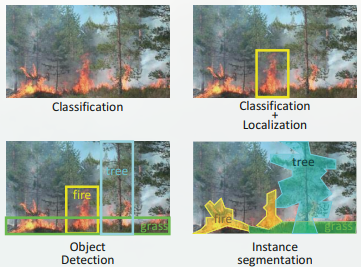 Classification
Classification
+
Localization
tree
fire
grass
Object
Detection
tree
fire
grass
Instance
segmentation